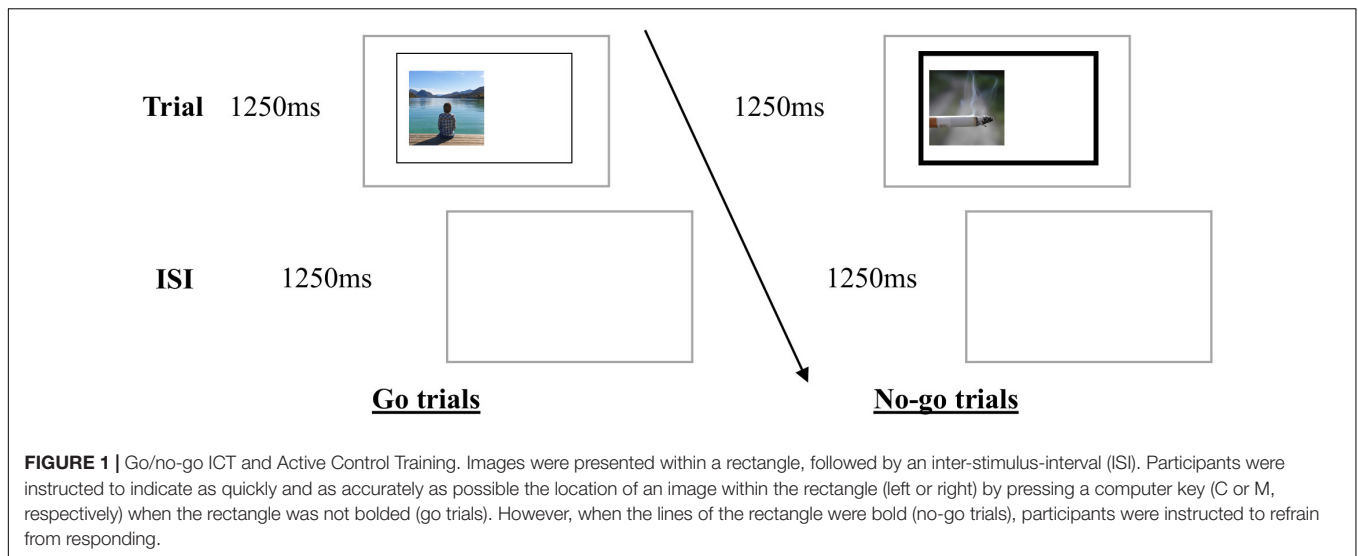 Trial 1250ms 1250ms
ISI 1250ms 1250ms
Go trials No-go trials
FIGURE 1 | Go/no-go ICT and Active Control Training. Images were presented within a rectangle, followed by an inter-stimulus-interval (ISI). Participants were
instructed to indicate as quickly and as accurately as possible the location of an image within the rectangle (left or right) by pressing a computer key (C or M,
respectively) when the rectangle was not bolded (go trials). However, when the lines of the rectangle were bold (no-go trials), participants were instructed to refrain
from responding.